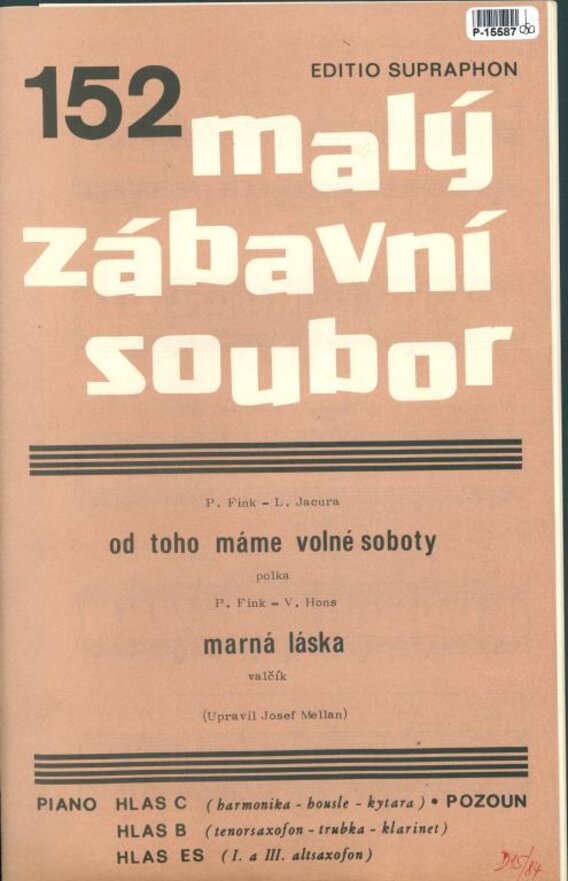 P-15587
152
EDITIO SUPRAPHON
malý
zábavní
soubor
P. Fink - L. Jacura
od toho máme volné soboty
polka
P. Fink - V. Hons
marná láska
valčík
(Upravil Josef Mellan)
PIANO HLAS C (harmonika - housle - kytara) • POZOUN
HLAS B (tenorsaxofon - trubka - klarinet)
HLAS ES (I. a III. altsaxofon)